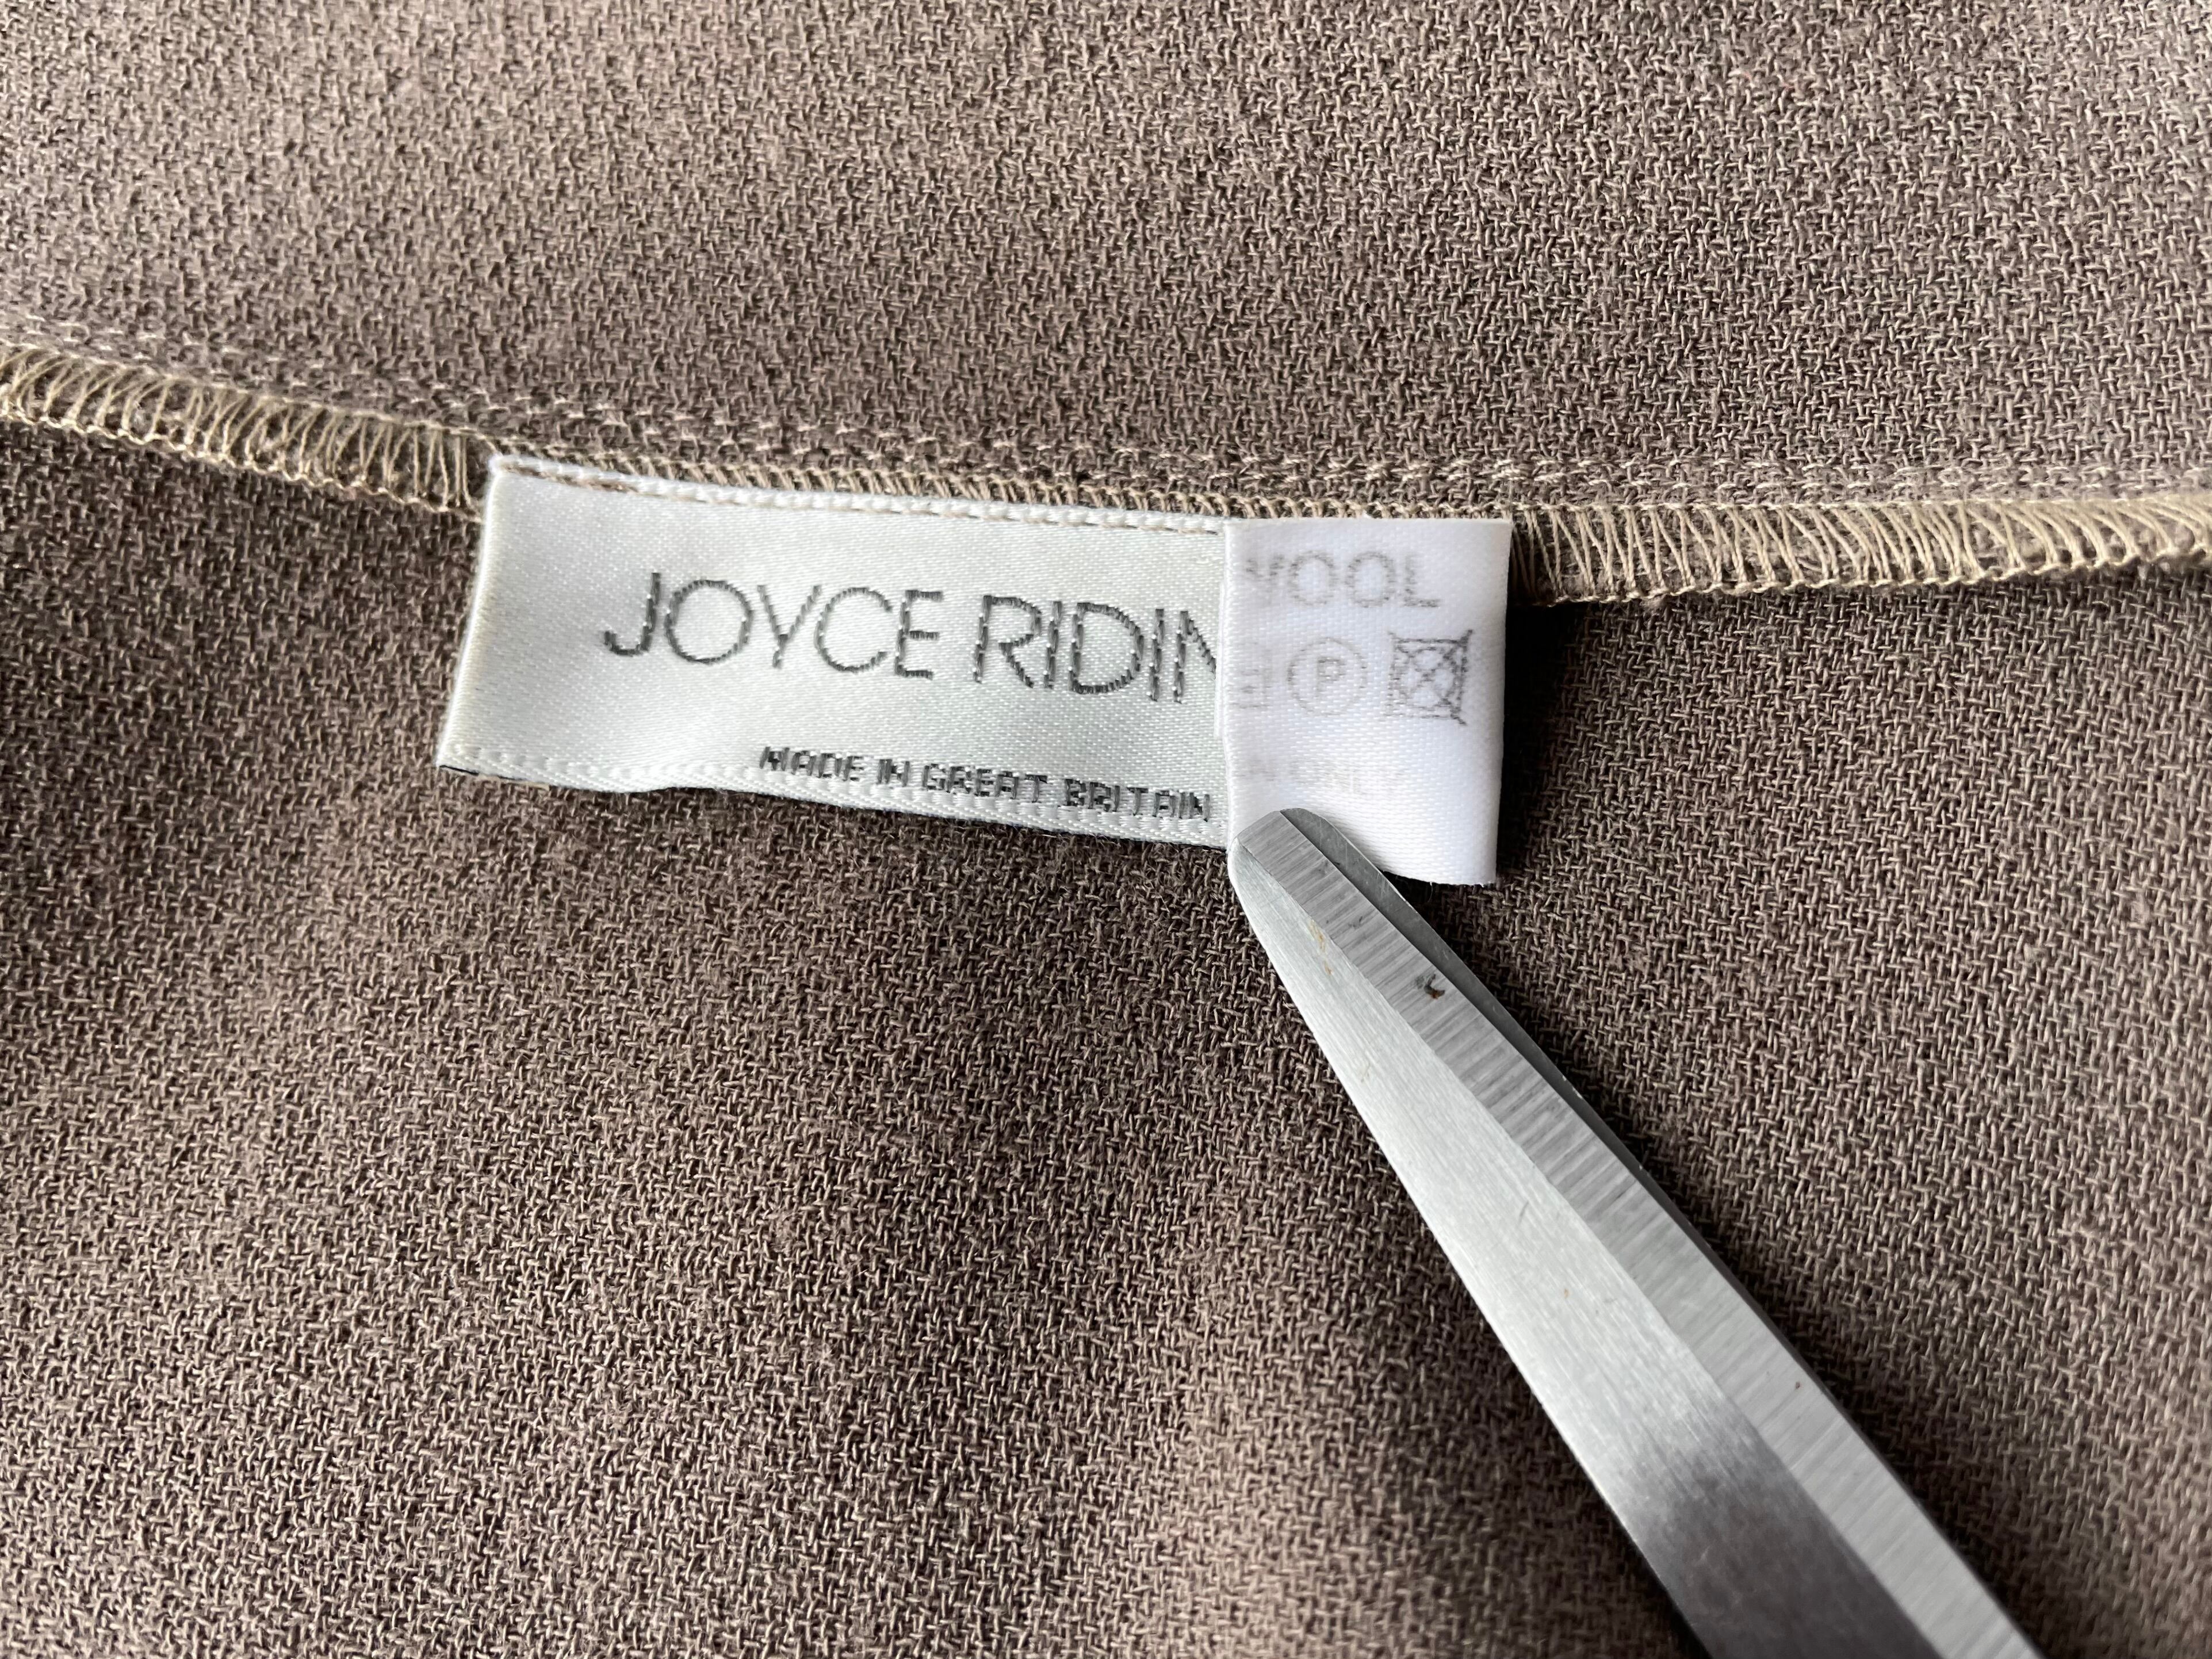 JOYCE RIDIN
MADE IN GREAT BRITAIN
WOOL
P